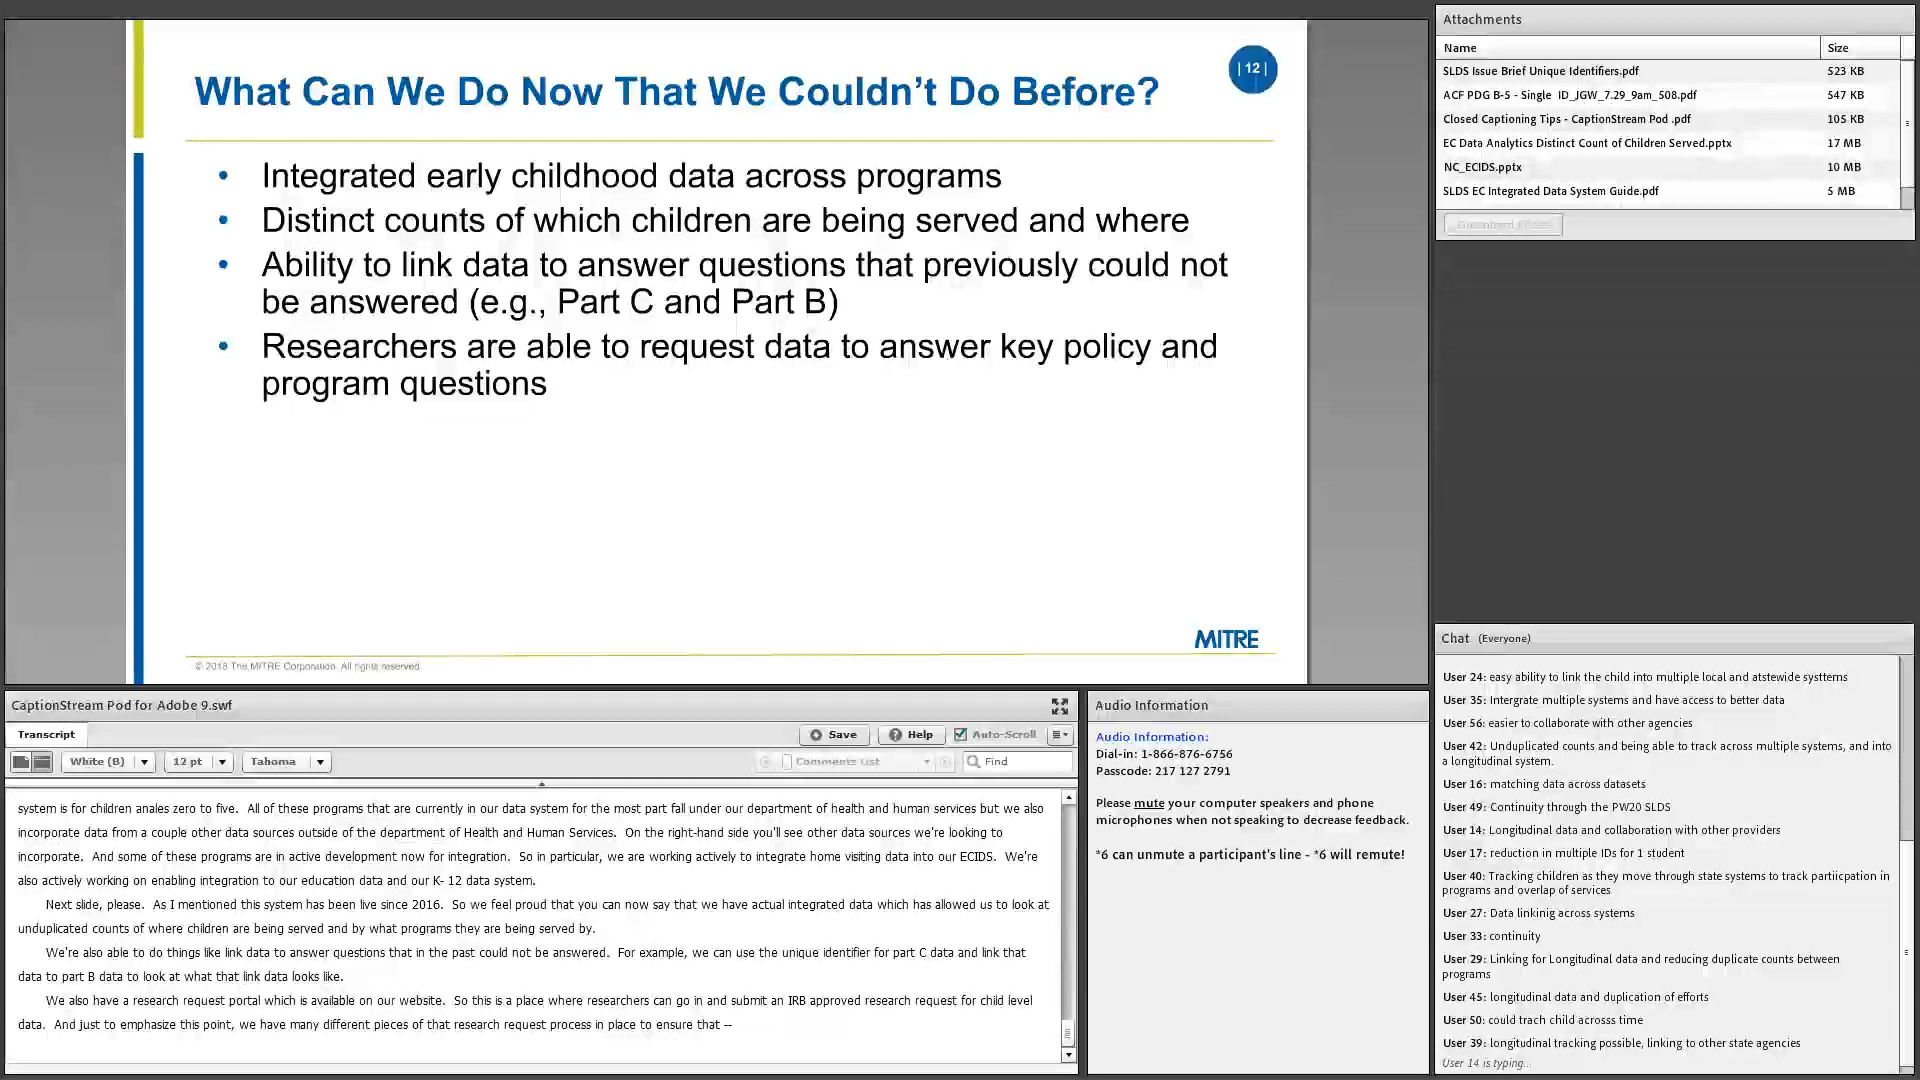 What Can We Do Now That We Couldn't Do Before?
| 12 |
• Integrated early childhood data across programs
• Distinct counts of which children are being served and where
• Ability to link data to answer questions that previously could not
be answered (e.g., Part C and Part B)
• Researchers are able to request data to answer key policy and
program questions
MITRE
© 2018 The MITRE Corporation. All rights reserved
Attachments
Name Size
SLDS Issue Brief Unique Identifiers.pdf 523 KB
ACF PDG B-5 - Single ID_JGW_7.29_9am_508.pdf 547 KB
Closed Captioning Tips - CaptionStream Pod .pdf 105 KB
EC Data Analytics Distinct Count of Children Served.pptx 17 MB
NC_ECIDS.pptx 10 MB
SLDS EC Integrated Data System Guide.pdf 5 MB
CaptionStream Pod for Adobe 9.swf
Transcript
Save
Help
Auto-Scroll
White (B)
12 pt
Tahoma
Comments List
Find
system is for children anales zero to five. All of these programs that are currently in our data system for the most part fall under our department of health and human services but we also
incorporate data from a couple other data sources outside of the department of Health and Human Services. On the right-hand side you'll see other data sources we're looking to
incorporate. And some of these programs are in active development now for integration. So in particular, we are working actively to integrate home visiting data into our ECIDS. We're
also actively working on enabling integration to our education data and our K- 12 data system.
Next slide, please. As I mentioned this system has been live since 2016. So we feel proud that you can now say that we have actual integrated data which has allowed us to look at
unduplicated counts of where children are being served and by what programs they are being served by.
We're also able to do things like link data to answer questions that in the past could not be answered. For example, we can use the unique identifier for part C data and link that
data to part B data to look at what that link data looks like.
We also have a research request portal which is available on our website. So this is a place where researchers can go in and submit an IRB approved research request for child level
data. And just to emphasize this point, we have many different pieces of that research request process in place to ensure that --
Audio Information
Audio Information:
Dial-in: 1-866-876-6756
Passcode: 217 127 2791
Please mute your computer speakers and phone
microphones when not speaking to decrease feedback.
*6 can unmute a participant's line - *6 will remute!
Chat (Everyone)
User 24: easy ability to link the child into multiple local and atstewide systtems
User 35: Intergrate multiple systems and have access to better data
User 56: easier to collaborate with other agencies
User 42: Unduplicated counts and being able to track across multiple systems, and into
a longitudinal system.
User 16: matching data across datasets
User 49: Continuity through the PW20 SLDS
User 14: Longitudinal data and collaboration with other providers
User 17: reduction in multiple IDs for 1 student
User 40: Tracking children as they move through state systems to track partiicpation in
programs and overlap of services
User 27: Data linkinig across systems
User 33: continuity
User 29: Linking for Longitudinal data and reducing duplicate counts between
programs
User 45: longitudinal data and duplication of efforts
User 50: could trach child acrosss time
User 39: longitudinal tracking possible, linking to other state agencies
User 14 is typing...